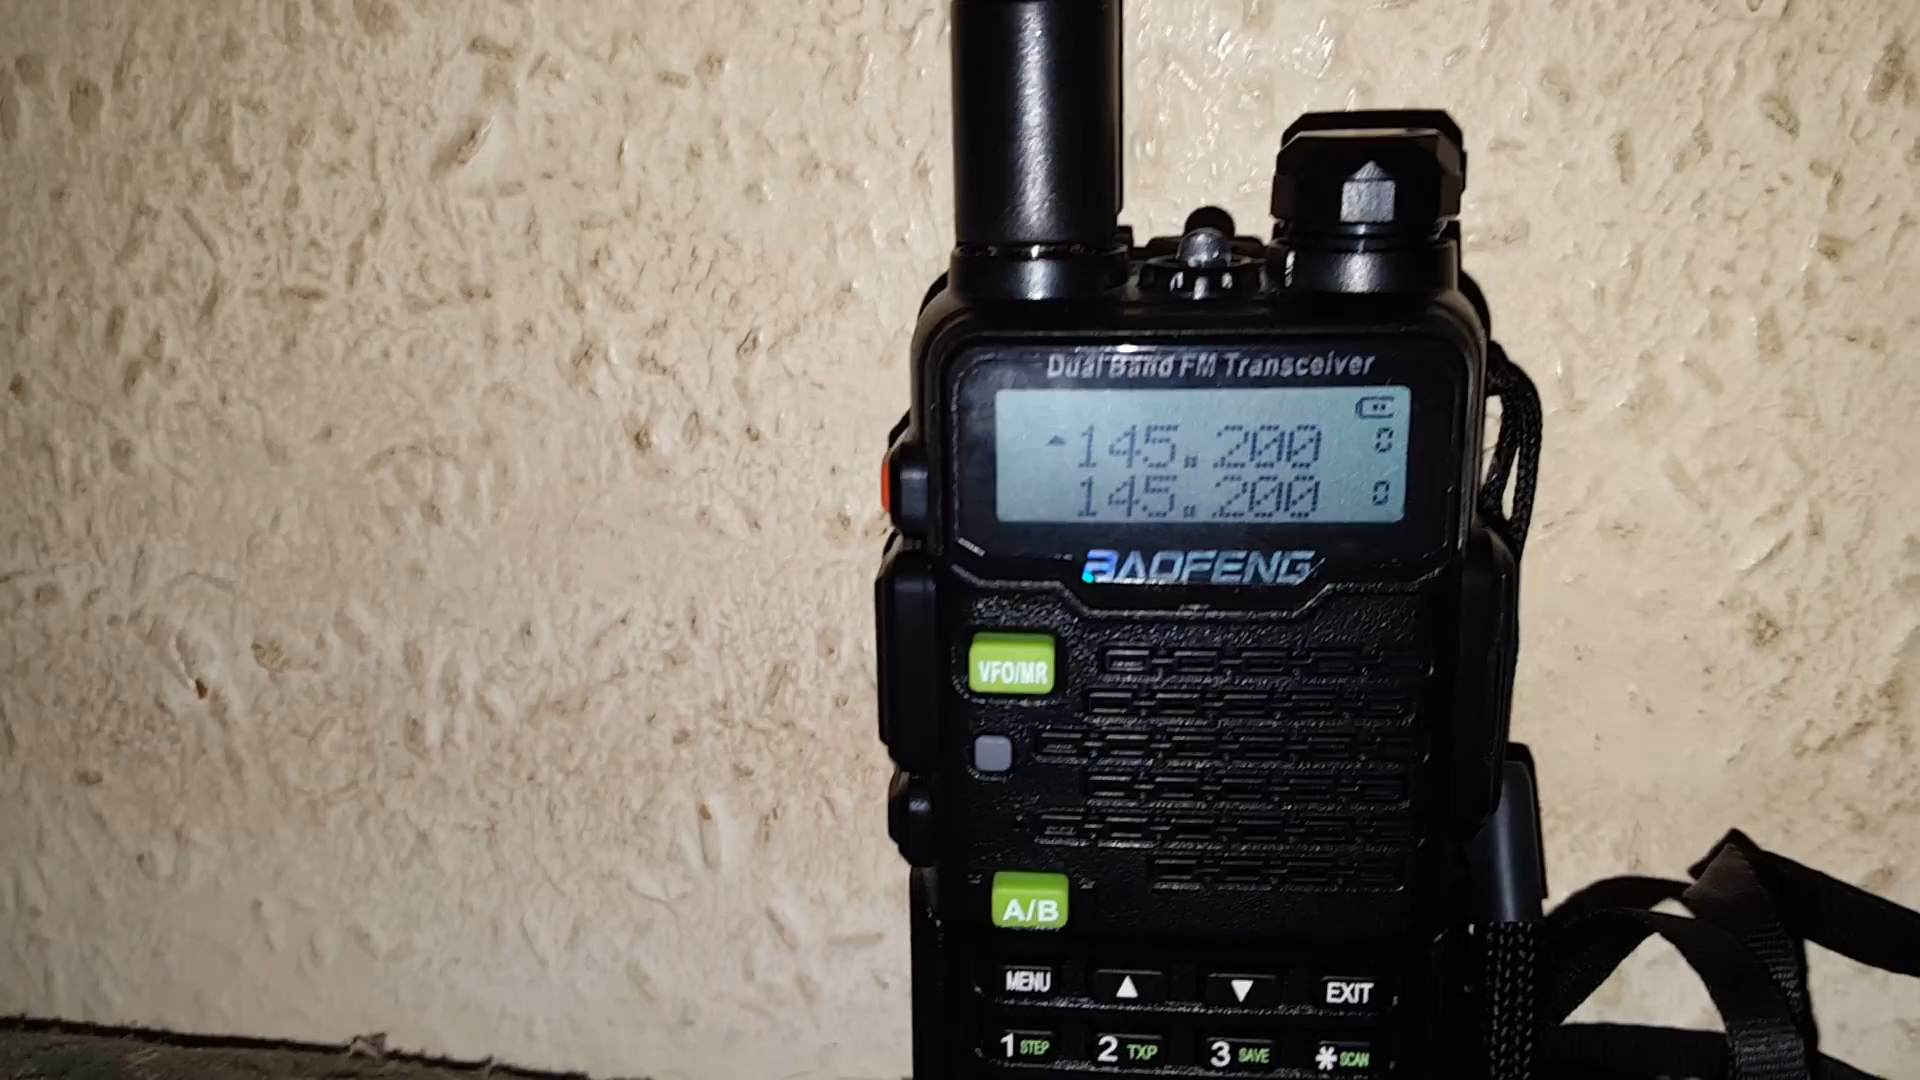 Dual Band FM Transceiver
145.200 0
145.200 0
BAOFENG
VFO/MR
A/B
MENU ▲ ▼ EXIT
1 STEP 2 TXP 3 SAVE * SCAN